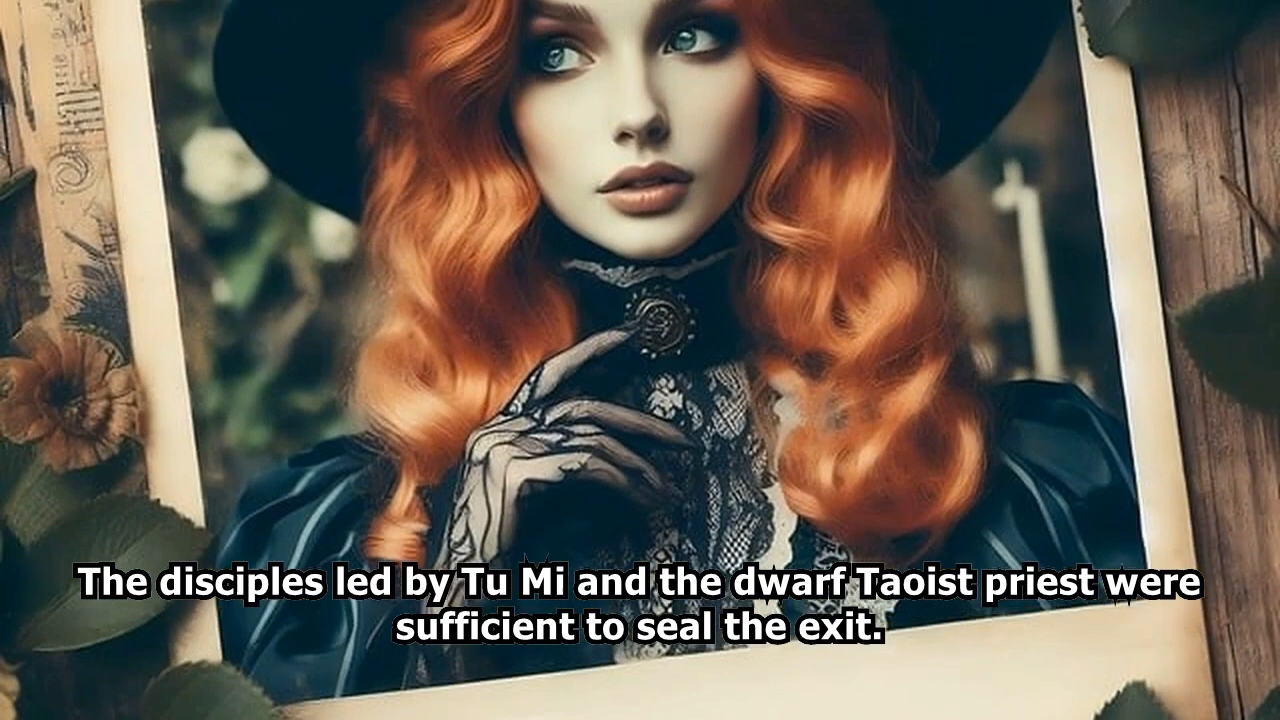 The disciples led by Tu Mi and the dwarf Taoist priest were
sufficient to seal the exit.